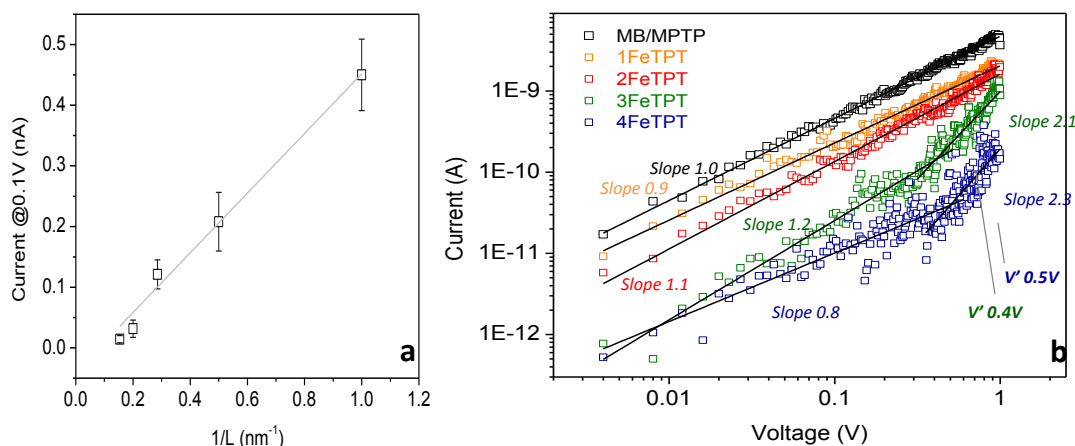 Current @0.1V (nA)
0.5
0.4
0.3
0.2
0.1
0.0
0.0 0.2 0.4 0.6 0.8 1.0 1.2
1/L (nm⁻¹)
a
Current (A)
1E-9
1E-10
1E-11
1E-12
MB/MPTP
1FeTPT
2FeTPT
3FeTPT
4FeTPT
Slope 1.0
Slope 0.9
Slope 1.1
Slope 1.2
Slope 0.8
Slope 2.1
Slope 2.3
V' 0.5V
V' 0.4V
b
0.01 0.1 1
Voltage (V)